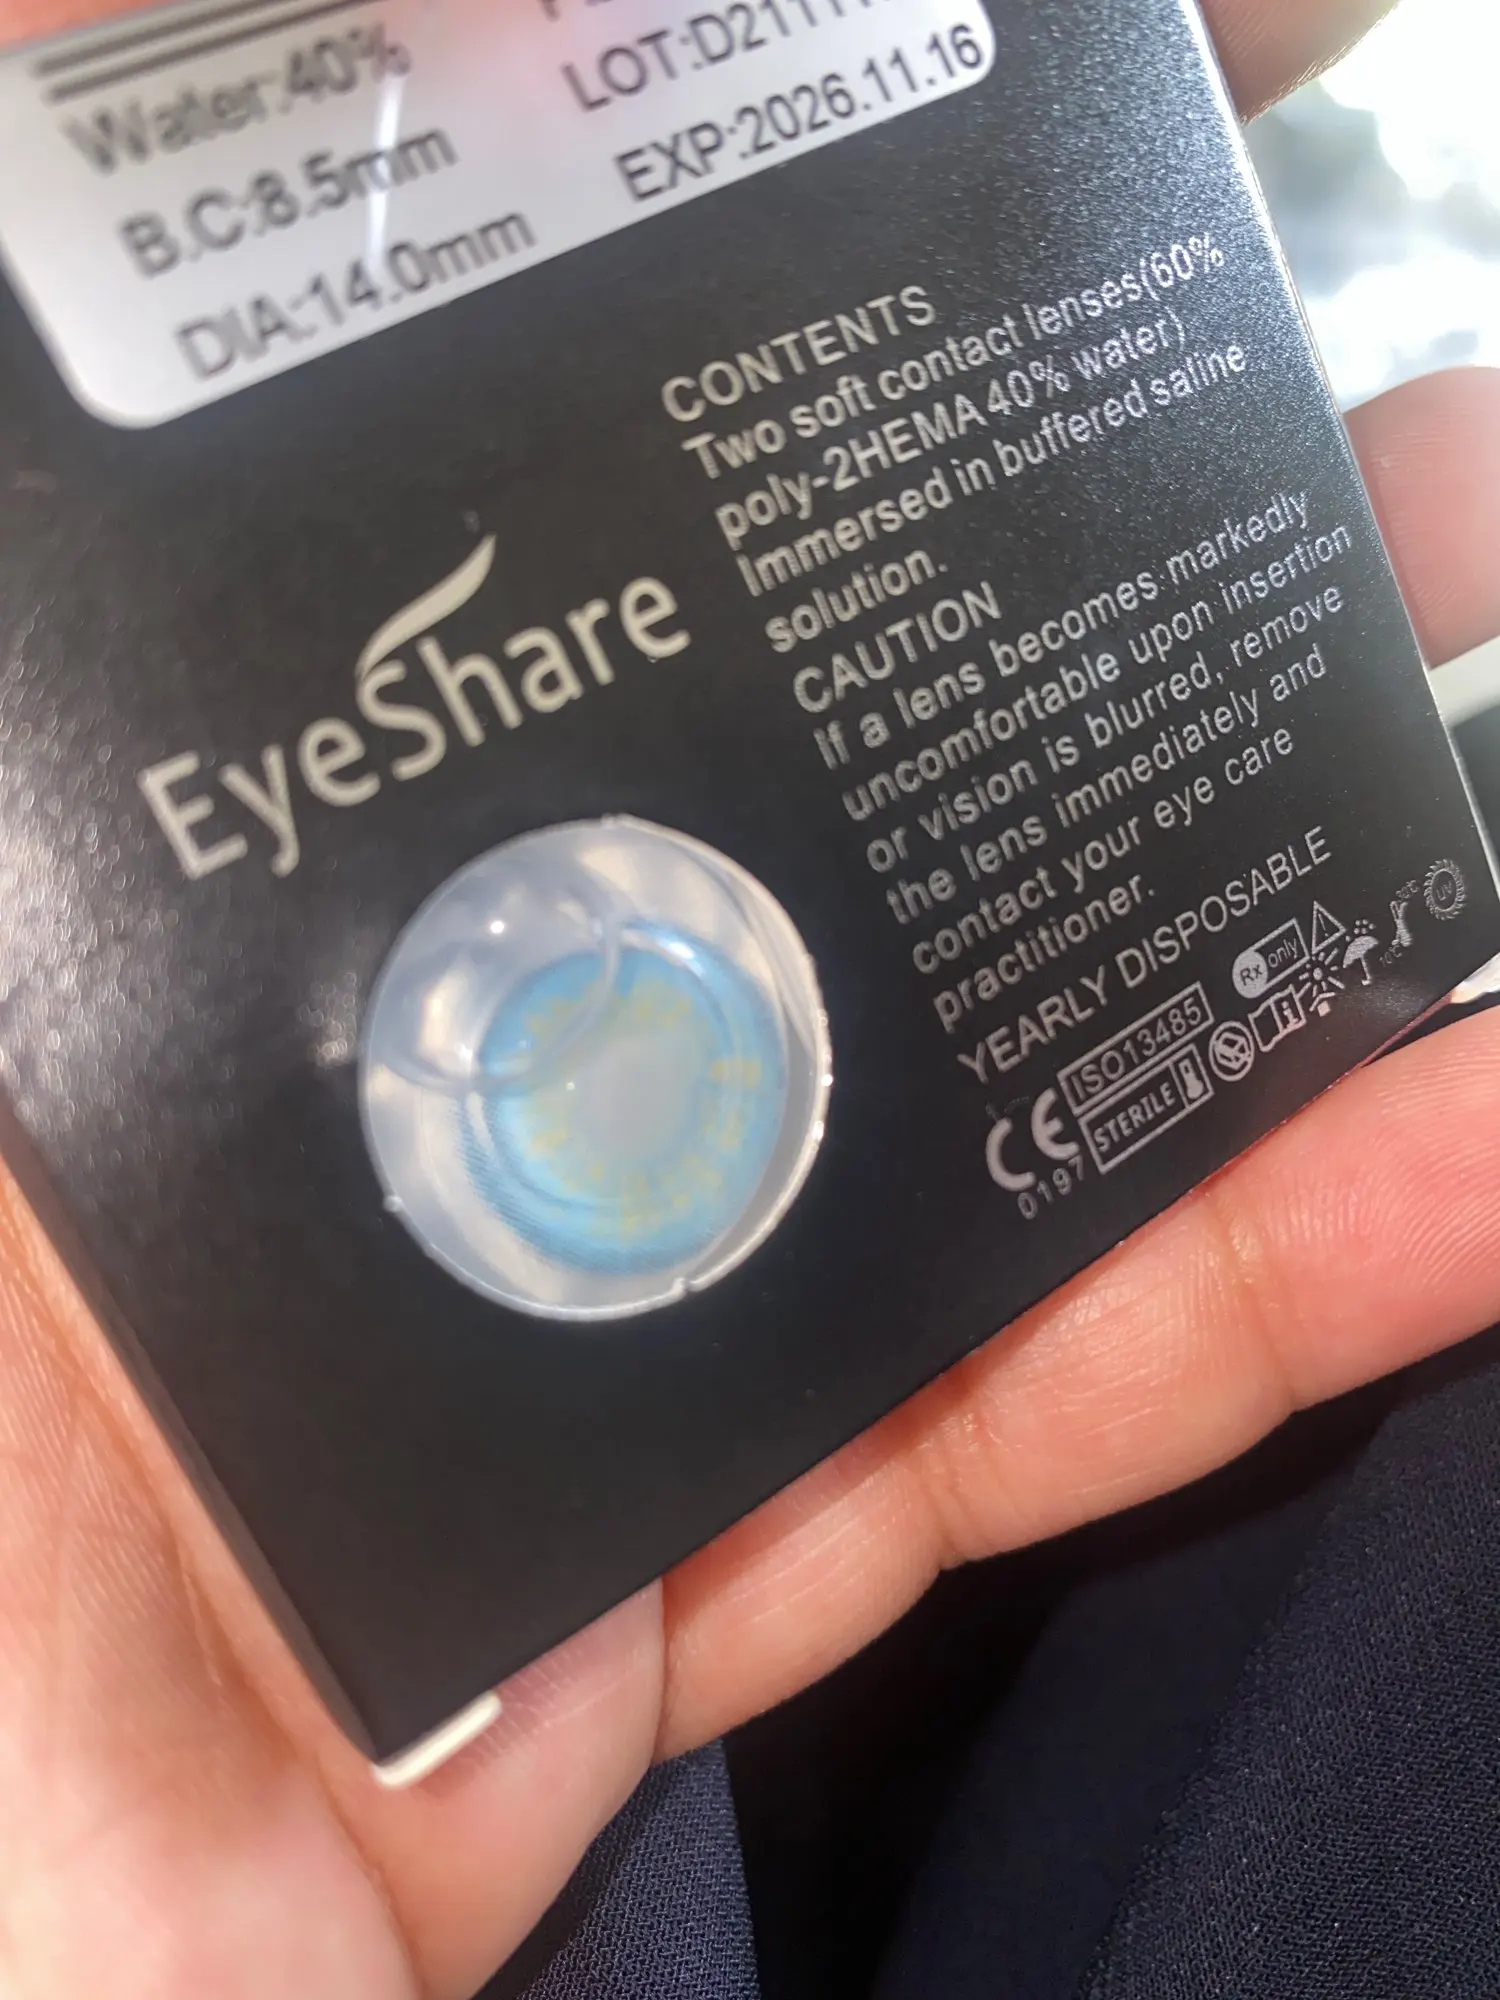 Water:40%
B.C:8.5mm
DIA:14.0mm
EXP:2026.11.16
EyeShare
CONTENTS
Two soft contact lenses(60%
poly-2HEMA 40% water)
Immersed in buffered saline
solution.
CAUTION
If a lens becomes markedly
uncomfortable upon insertion
or vision is blurred, remove
the lens immediately and
contact your eye care
practitioner.
YEARLY DISPOSABLE
CE 0197
ISO13485
STERILE
Rx only
UV